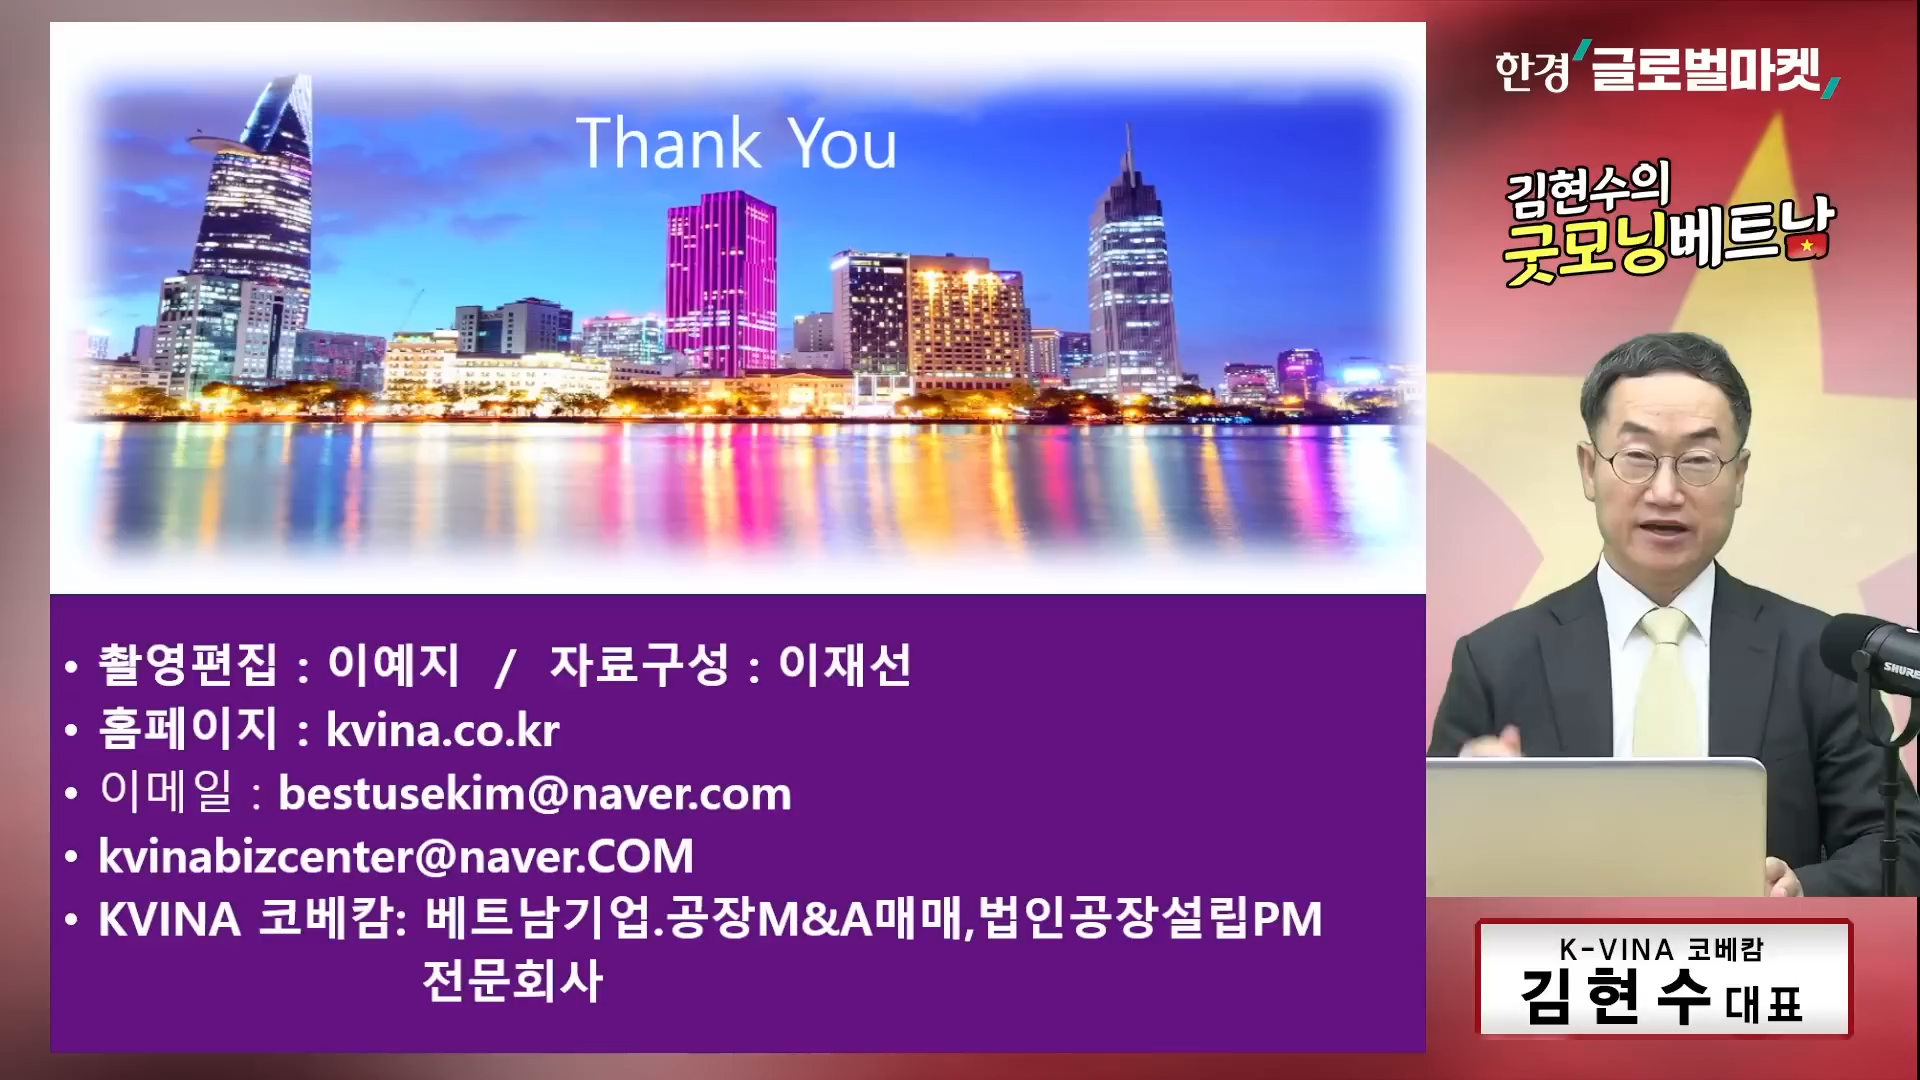 Thank You
• 촬영편집 : 이예지 / 자료구성 : 이재선
• 홈페이지 : kvina.co.kr
• 이메일 : bestusekim@naver.com
• kvinabizcenter@naver.COM
• KVINA 코베캄: 베트남기업.공장M&A매매,법인공장설립PM
전문회사
한경 글로벌마켓
김현수의
굿모닝베트남
SHURE
K-VINA 코베캄
김현수 대표